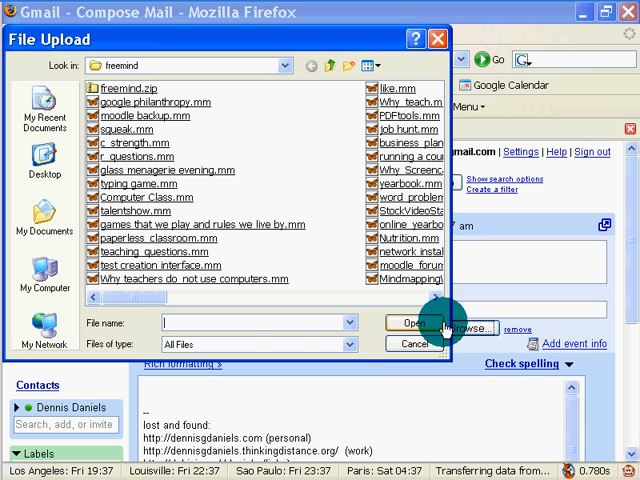 Gmail - Compose Mail - Mozilla Firefox
File Upload
Look in: freemind
Go
Google Calendar
Menu
My Recent
Documents
Desktop
My Documents
My Computer
My Network
freemind.zip
google philanthropy.mm
moodle backup.mm
squeak.mm
c_strength.mm
r_questions.mm
glass menagerie evening.mm
typing game.mm
Computer Class.mm
talentshow.mm
games that we play and rules we live by.mm
paperless_classroom.mm
teaching_questions.mm
test creation interface.mm
Why teachers do not use computers.mm
like.mm
Why_teach.m
PDFtools.mm
job hunt.mm
business_plan
running a cou
Why_Screenc
yearbook.mm
word_problem
StockVideoSta
online_yearbo
Nutrition.mm
network instal
moodle_forum
Mindmapping\
File name:
Open
Files of type: All Files
Cancel
@gmail.com | Settings | Help | Sign out
Show search options
Create a filter
am
Browse... remove
Add event info
Rich formatting »
Check spelling
Contacts
Dennis Daniels
Search, add, or invite
Labels
--
lost and found:
http://dennisgdaniels.com (personal)
http://dennisgdaniels.thinkingdistance.org/ (work)
Los Angeles: Fri 19:37 Louisville: Fri 22:37 Sao Paulo: Fri 23:37 Paris: Sat 04:37 Transferring data from... 0.780s